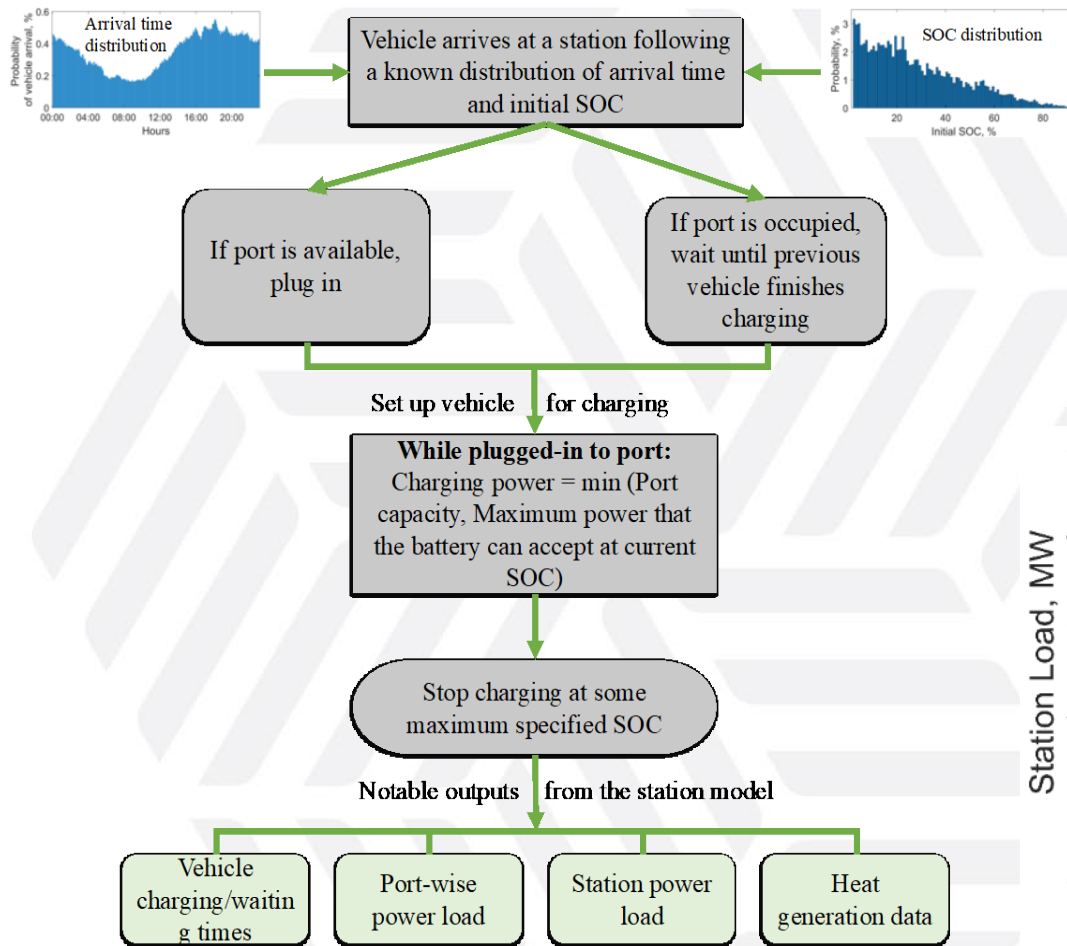 0.6
0.4
0.2
0
Probability
of vehicle arrival, %
Arrival time
distribution
00:00 04:00 08:00 12:00 16:00 20:00
Hours
Vehicle arrives at a station following
a known distribution of arrival time
and initial SOC
3
2
1
0
Probability, %
SOC distribution
20 40 60 80
Initial SOC, %
If port is available,
plug in
If port is occupied,
wait until previous
vehicle finishes
charging
Set up vehicle for charging
While plugged-in to port:
Charging power = min (Port
capacity, Maximum power that
the battery can accept at current
SOC)
Station Load, MW
Stop charging at some
maximum specified SOC
Notable outputs from the station model
Vehicle
charging/waitin
g times
Port-wise
power load
Station power
load
Heat
generation data